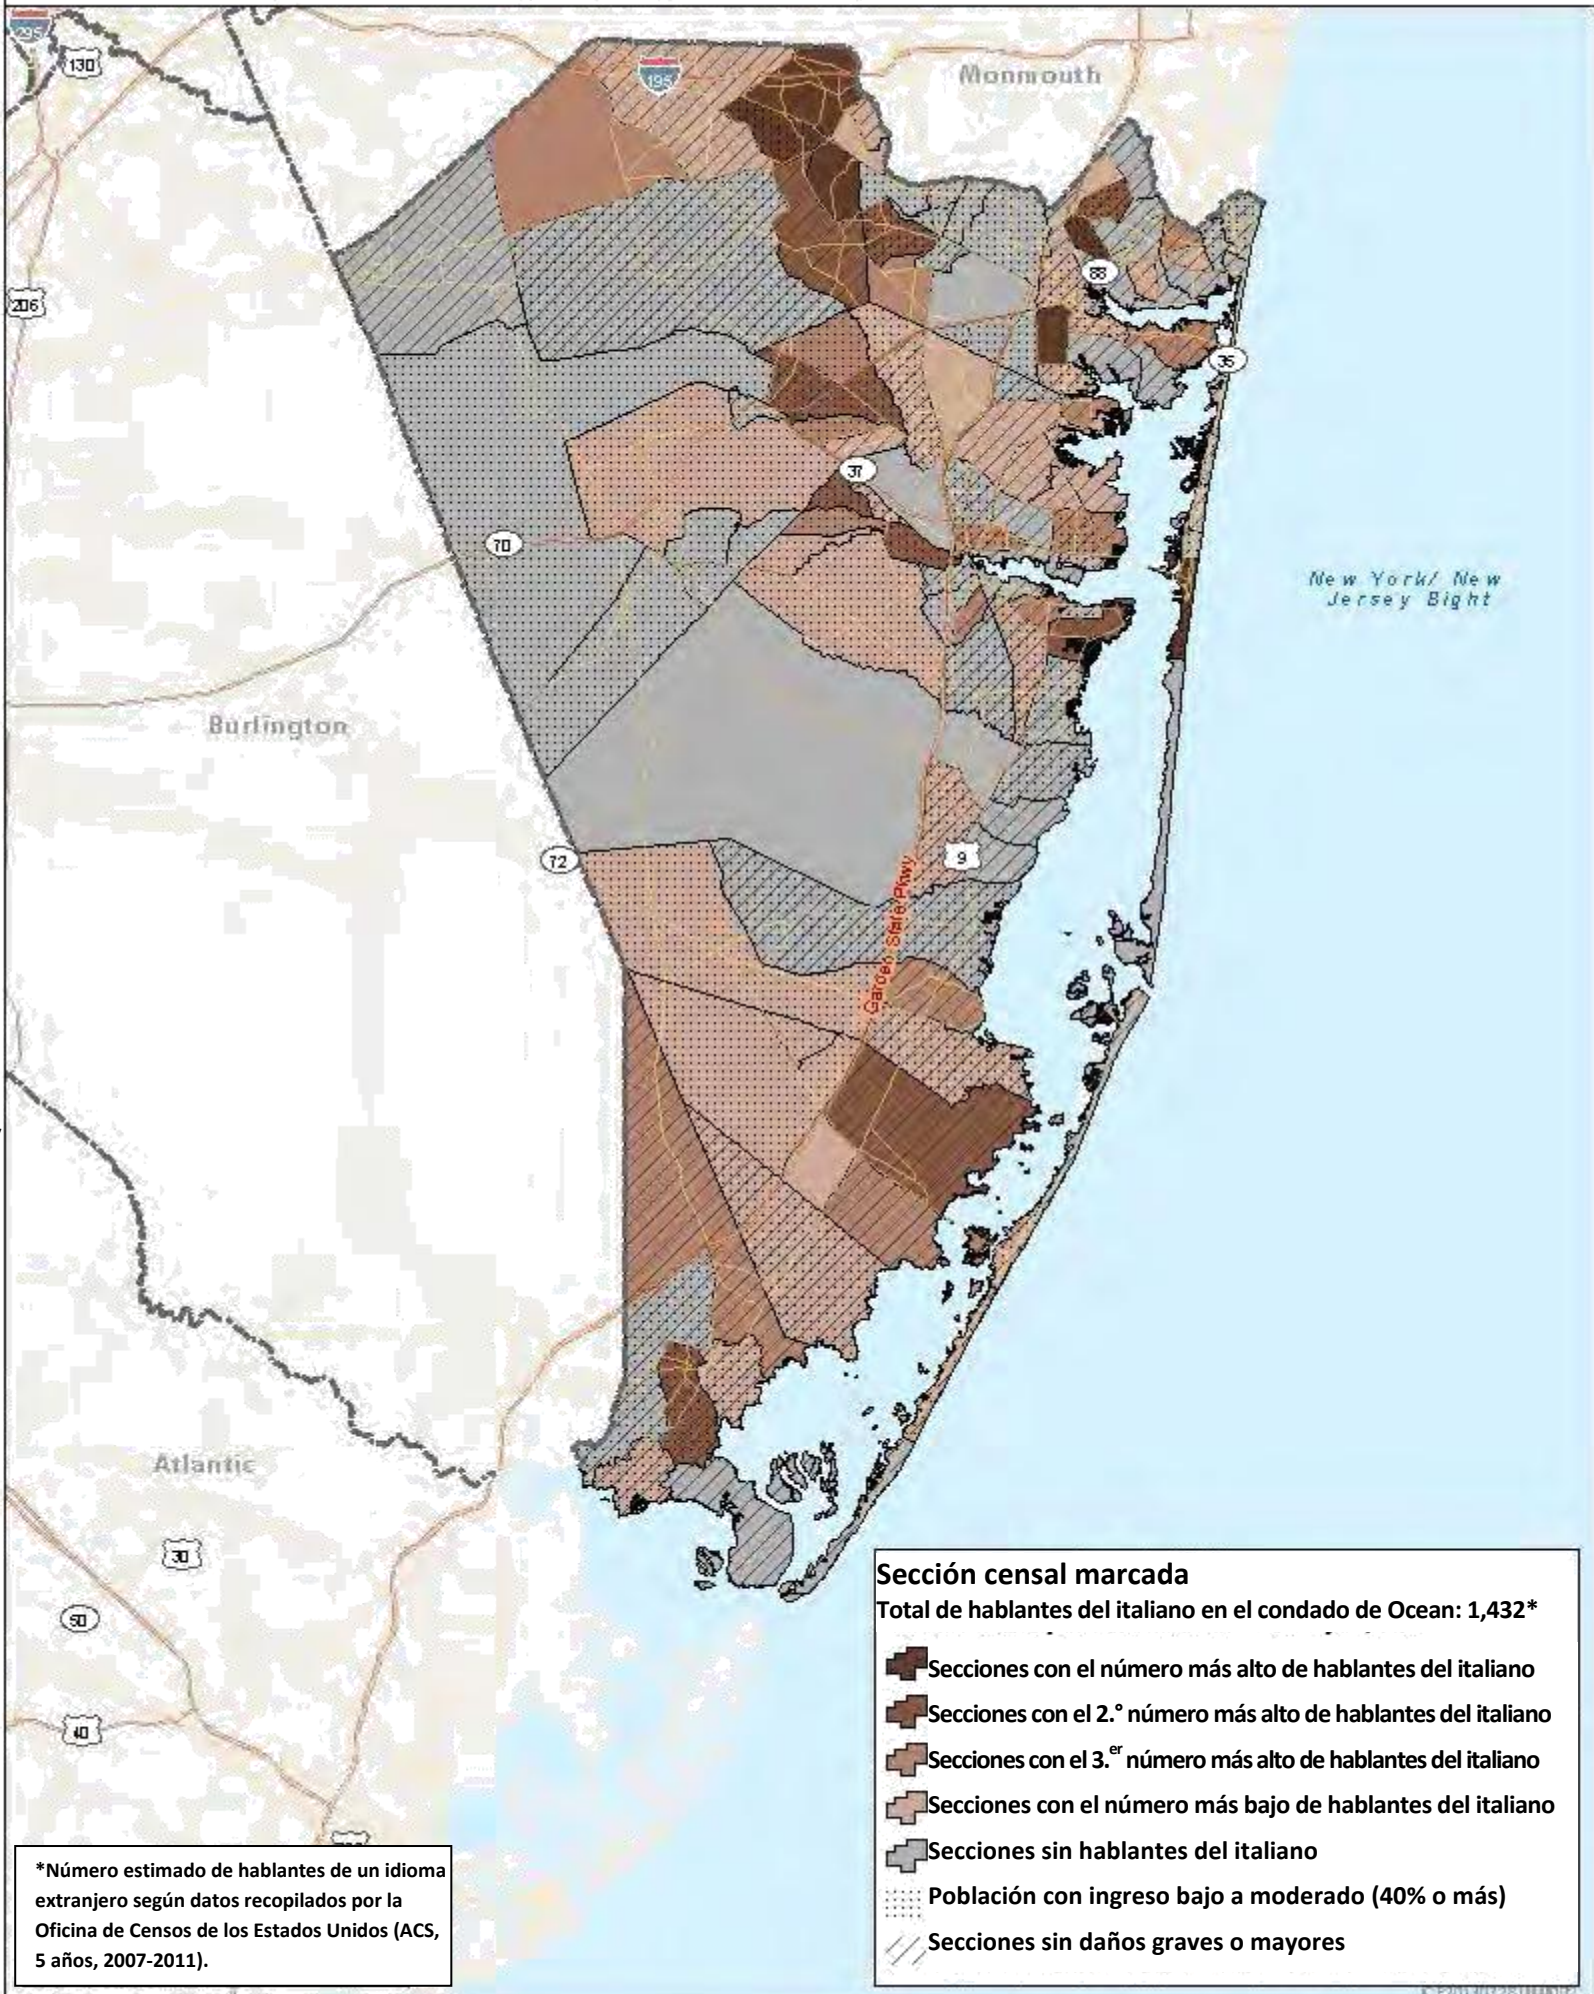 295
130
195
Monmouth
206
88
35
37
70
New York/ New
Jersey Bight
Burlington
72
9
Garden State Pkwy
Atlantic
30
50
40
Sección censal marcada
Total de hablantes del italiano en el condado de Ocean: 1,432*
Secciones con el número más alto de hablantes del italiano
Secciones con el 2.° número más alto de hablantes del italiano
Secciones con el 3.er número más alto de hablantes del italiano
Secciones con el número más bajo de hablantes del italiano
Secciones sin hablantes del italiano
Población con ingreso bajo a moderado (40% o más)
Secciones sin daños graves o mayores
*Número estimado de hablantes de un idioma
extranjero según datos recopilados por la
Oficina de Censos de los Estados Unidos (ACS,
5 años, 2007-2011).